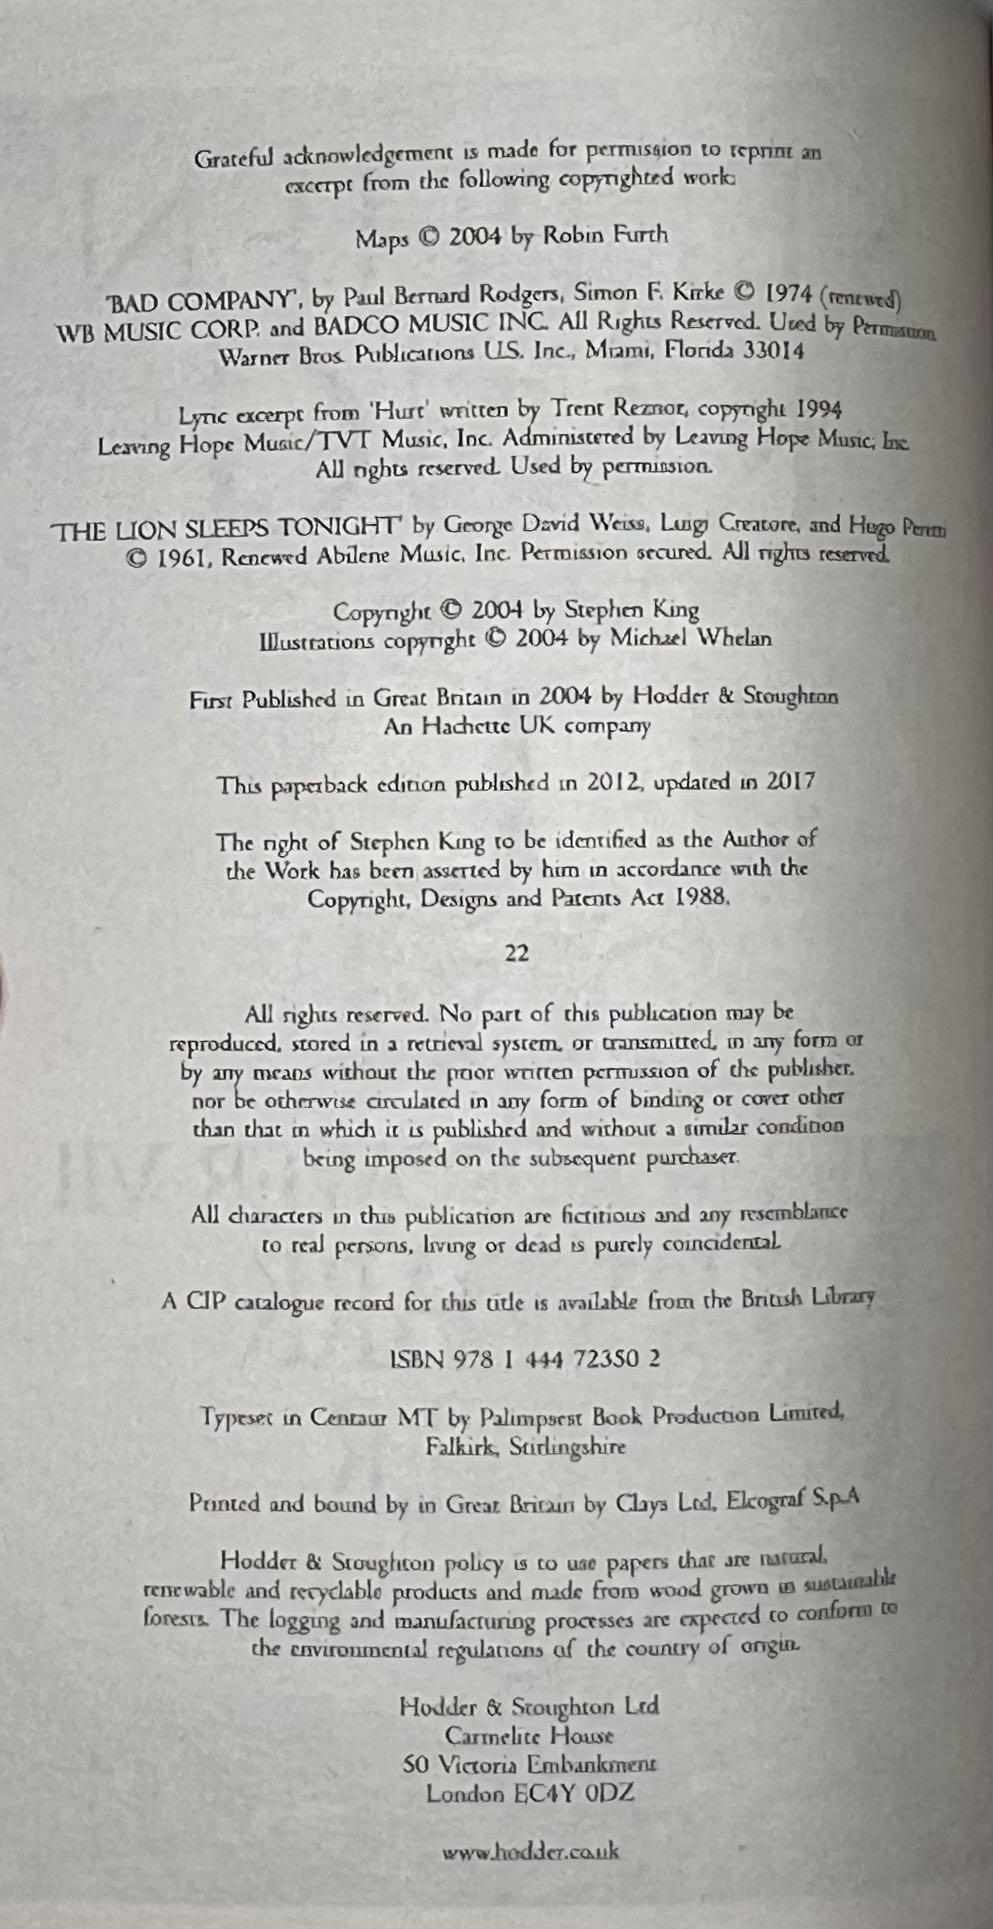 Grateful acknowledgement is made for permission to reprint an
excerpt from the following copyrighted work:
Maps © 2004 by Robin Furth
'BAD COMPANY', by Paul Bernard Rodgers, Simon F. Kirke © 1974 (renewed)
WB MUSIC CORP. and BADCO MUSIC INC. All Rights Reserved. Used by Permission.
Warner Bros. Publications U.S. Inc., Miami, Florida 33014
Lyric excerpt from 'Hurt' written by Trent Reznor, copyright 1994
Leaving Hope Music/TVT Music, Inc. Administered by Leaving Hope Music, Inc.
All rights reserved. Used by permission.
'THE LION SLEEPS TONIGHT' by George David Weiss, Luigi Creatore, and Hugo Peretti
© 1961, Renewed Abilene Music, Inc. Permission secured. All rights reserved.
Copyright © 2004 by Stephen King
Illustrations copyright © 2004 by Michael Whelan
First Published in Great Britain in 2004 by Hodder & Stoughton
An Hachette UK company
This paperback edition published in 2012, updated in 2017
The right of Stephen King to be identified as the Author of
the Work has been asserted by him in accordance with the
Copyright, Designs and Patents Act 1988.
22
All rights reserved. No part of this publication may be
reproduced, stored in a retrieval system, or transmitted, in any form or
by any means without the prior written permission of the publisher,
nor be otherwise circulated in any form of binding or cover other
than that in which it is published and without a similar condition
being imposed on the subsequent purchaser.
All characters in this publication are fictitious and any resemblance
to real persons, living or dead is purely coincidental.
A CIP catalogue record for this title is available from the British Library
ISBN 978 1 444 72350 2
Typeset in Centaur MT by Palimpsest Book Production Limited,
Falkirk, Stirlingshire
Printed and bound by in Great Britain by Clays Ltd, Elcograf S.p.A
Hodder & Stoughton policy is to use papers that are natural,
renewable and recyclable products and made from wood grown in sustainable
forests. The logging and manufacturing processes are expected to conform to
the environmental regulations of the country of origin.
Hodder & Stoughton Ltd
Carmelite House
50 Victoria Embankment
London EC4Y 0DZ
www.hodder.co.uk